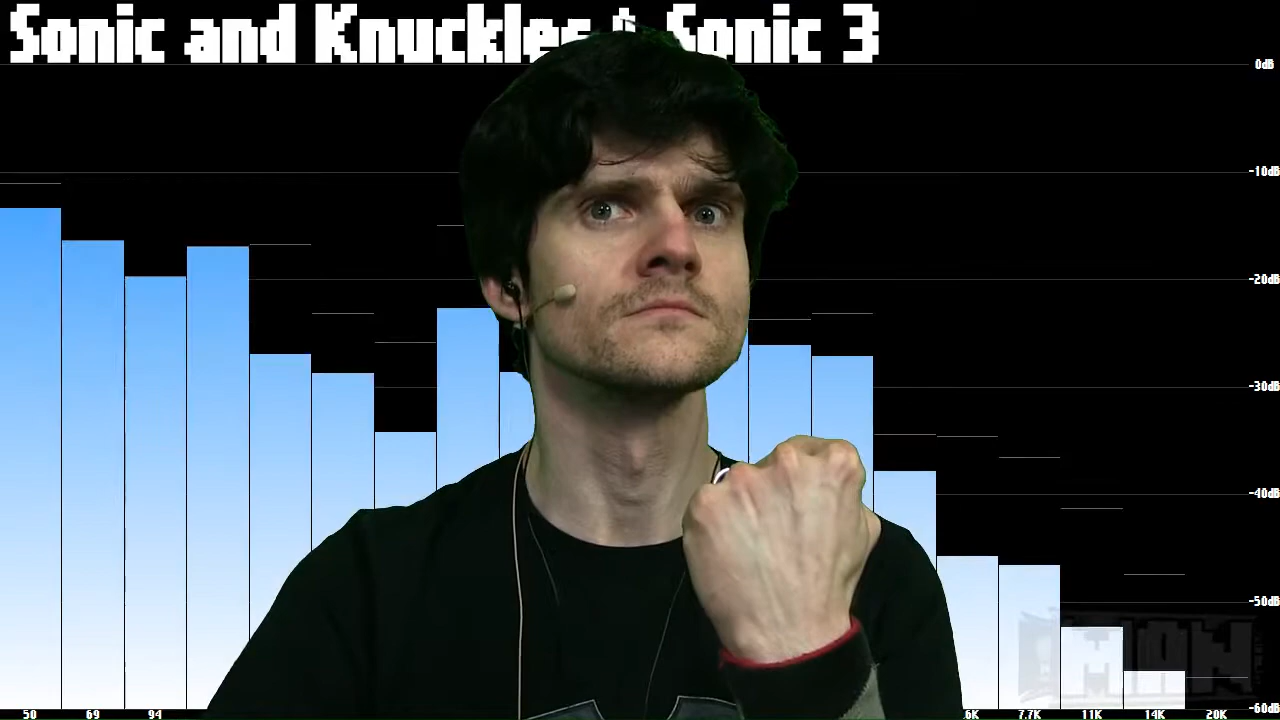 Sonic and Knuckles & Sonic 3
0dB
-10dB
-20dB
-30dB
-40dB
-50dB
-60dB
50 69 94 7.7K 11K 14K 20K